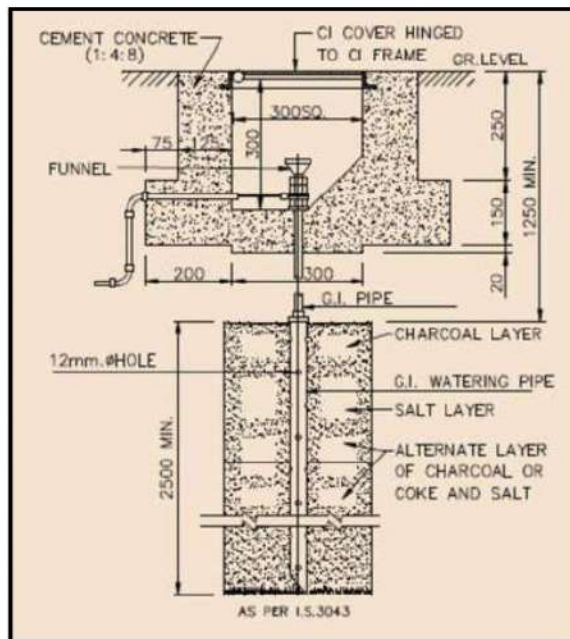 CEMENT CONCRETE
(1:4:8)
CI COVER HINGED
TO CI FRAME
GR.LEVEL
300SQ.
300
75
125
FUNNEL
250
150
20
1250 MIN.
200
300
G.I. PIPE
CHARCOAL LAYER
12mm.ØHOLE
G.I. WATERING PIPE
SALT LAYER
2500 MIN.
ALTERNATE LAYER
OF CHARCOAL OR
COKE AND SALT
AS PER I.S.3043